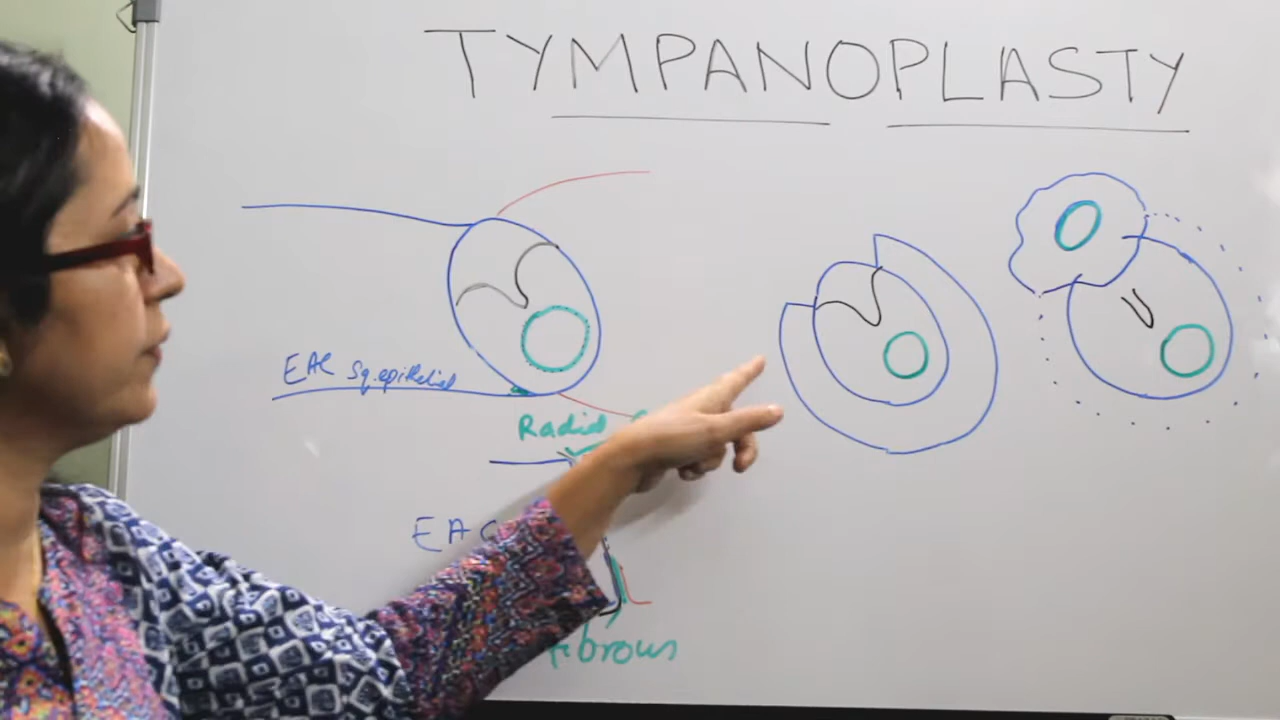 TYMPANOPLASTY
EAC sq.epithelial
Radial
EAC
fibrous